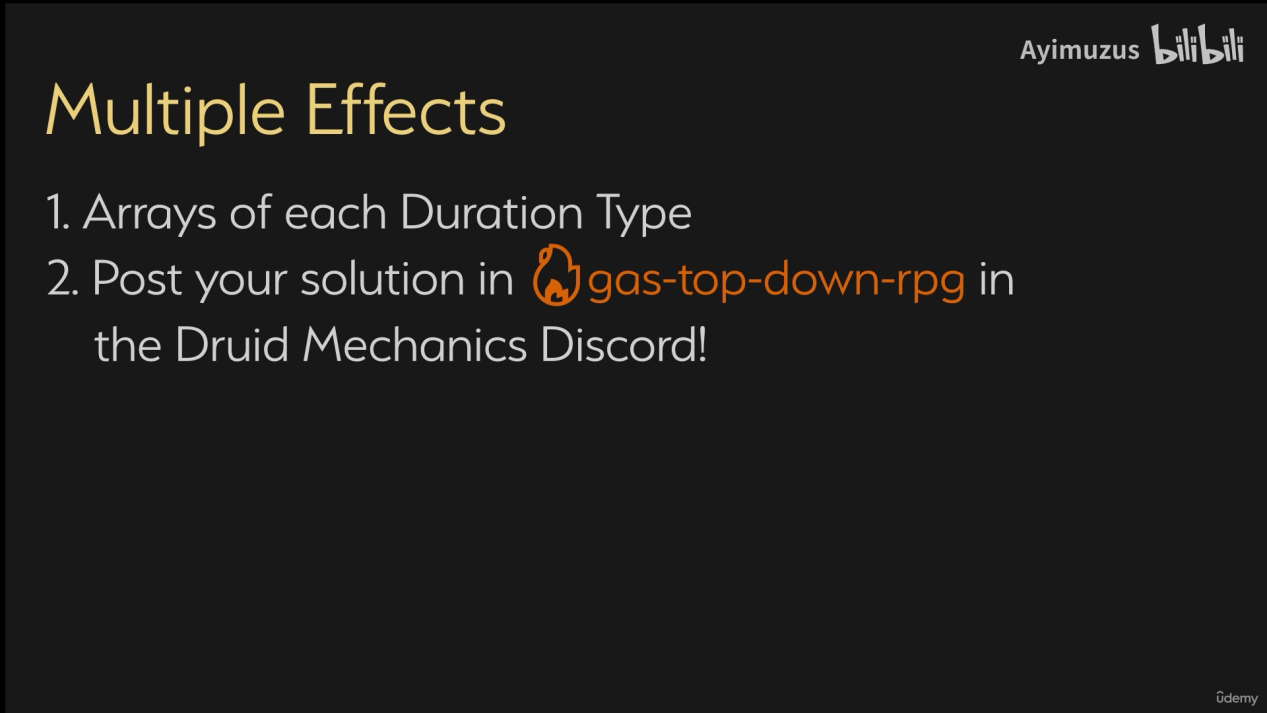 Ayimuzus bilibili
Multiple Effects
1. Arrays of each Duration Type
2. Post your solution in gas-top-down-rpg in
the Druid Mechanics Discord!
ûdemy